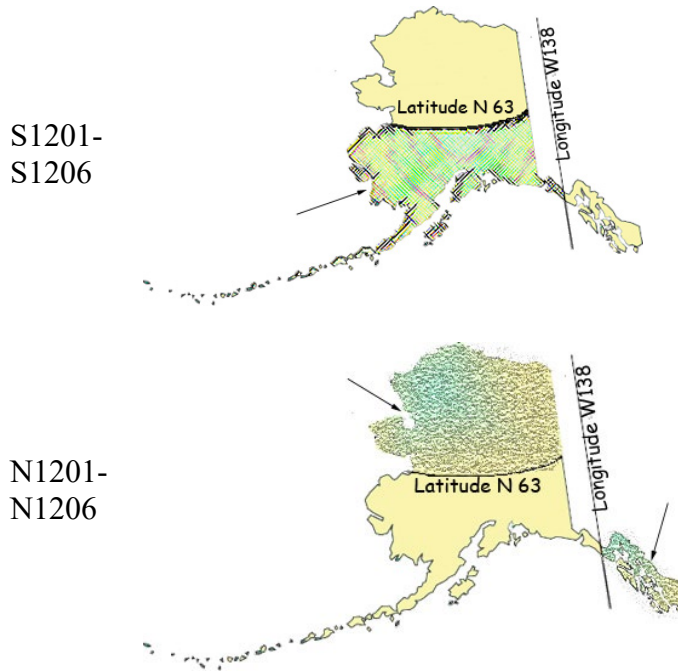 Latitude N 63
Longitude W138
S1201-
S1206
Latitude N 63
Longitude W138
N1201-
N1206